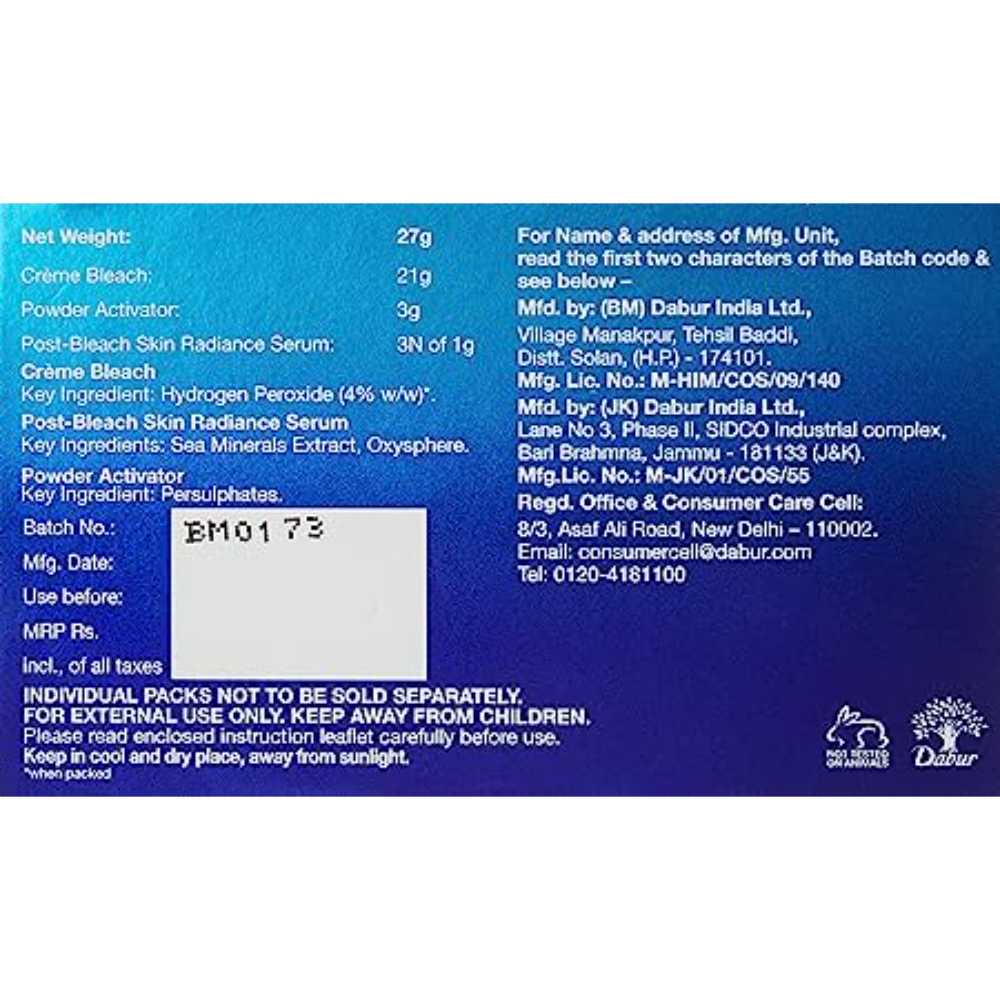 Net Weight: 27g
Crème Bleach: 21g
Powder Activator: 3g
Post-Bleach Skin Radiance Serum: 3N of 1g
Crème Bleach
Key Ingredient: Hydrogen Peroxide (4% w/w)*.
Post-Bleach Skin Radiance Serum
Key Ingredients: Sea Minerals Extract, Oxysphere.
Powder Activator
Key Ingredient: Persulphates.
Batch No.: BM0173
Mfg. Date:
Use before:
MRP Rs.
Incl., of all taxes
INDIVIDUAL PACKS NOT TO BE SOLD SEPARATELY.
FOR EXTERNAL USE ONLY. KEEP AWAY FROM CHILDREN.
Please read enclosed instruction leaflet carefully before use.
Keep in cool and dry place, away from sunlight.
*when packed
For Name & address of Mfg. Unit,
read the first two characters of the Batch code &
see below –
Mfd. by: (BM) Dabur India Ltd.,
Village Manakpur, Tehsil Baddi,
Distt. Solan, (H.P.) - 174101.
Mfg. Lic. No.: M-HIM/COS/09/140
Mfd. by: (JK) Dabur India Ltd.,
Lane No 3, Phase II, SIDCO Industrial complex,
Bari Brahmna, Jammu - 181133 (J&K).
Mfg.Lic. No.: M-JK/01/COS/55
Regd. Office & Consumer Care Cell:
8/3, Asaf Ali Road, New Delhi – 110002.
Email: consumercell@dabur.com
Tel: 0120-4181100
NOT TESTED
ON ANIMALS
Dabur